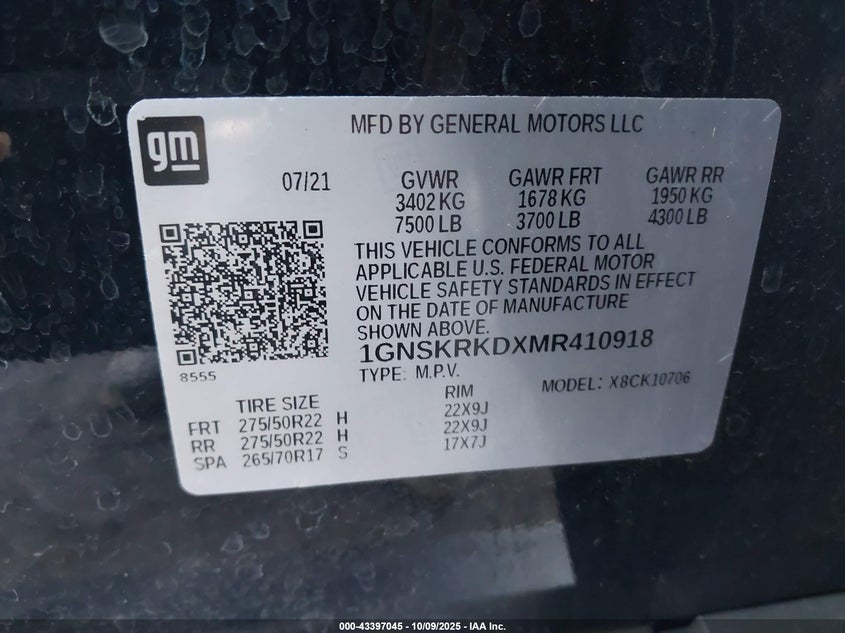 gm
MFD BY GENERAL MOTORS LLC
07/21
GVWR
3402 KG
7500 LB
GAWR FRT
1678 KG
3700 LB
GAWR RR
1950 KG
4300 LB
THIS VEHICLE CONFORMS TO ALL
APPLICABLE U.S. FEDERAL MOTOR
VEHICLE SAFETY STANDARDS IN EFFECT
ON THE DATE OF MANUFACTURE
SHOWN ABOVE.
1GNSKRKDXMR410918
8555
TYPE: M.P.V.
MODEL: X8CK10706
TIRE SIZE
RIM
FRT 275/50R22 H 22X9J
RR 275/50R22 H 22X9J
SPA 265/70R17 S 17X7J
000-43397045 - 10/09/2025 - IAA Inc.